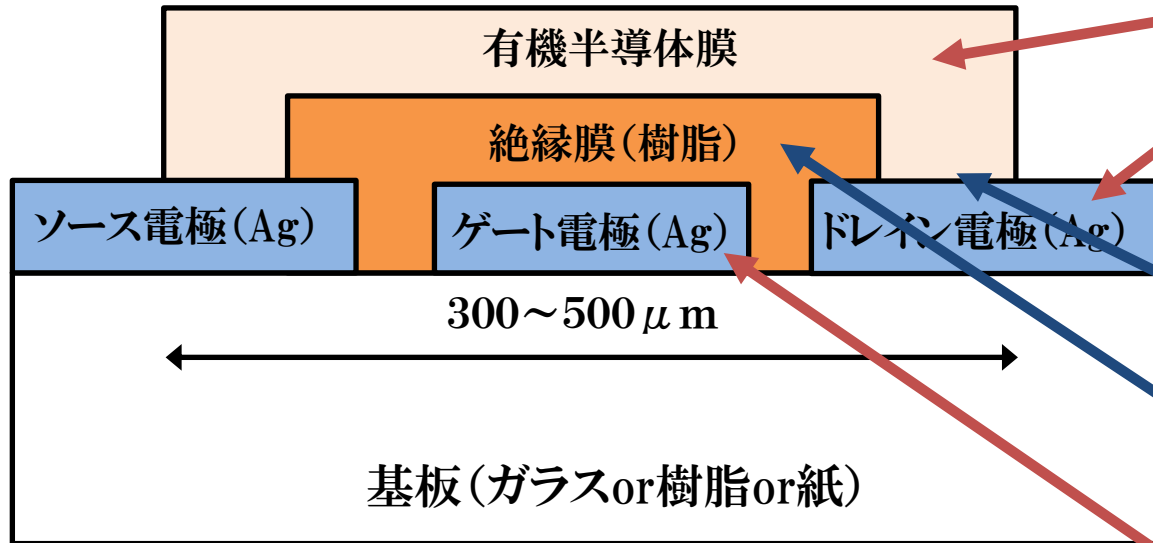 有機半導体膜
絶縁膜(樹脂)
ソース電極(Ag)
ゲート電極(Ag)
ドレイン電極(Ag)
300～500μm
基板(ガラスor樹脂or紙)